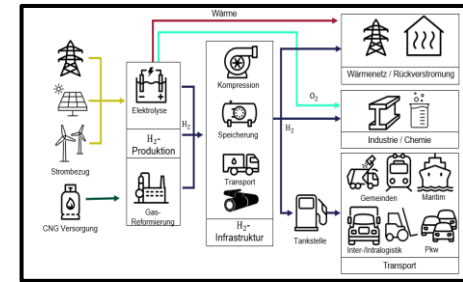 Wärme
Elektrolyse
H₂-
Produktion
H₂
Gas-
Reformierung
Strombezug
CNG Versorgung
Kompression
Speicherung
Transport
H₂-
Infrastruktur
O₂
H₂
Tankstelle
Wärmenetz / Rückverstromung
Industrie / Chemie
Gemeinden
Maritim
Inter-/Intralogistik
Pkw
Transport